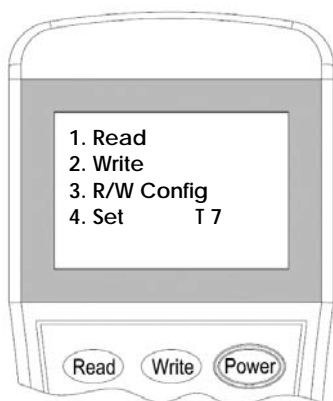 1. Read
2. Write
3. R/W Config
4. Set T 7
Read Write Power